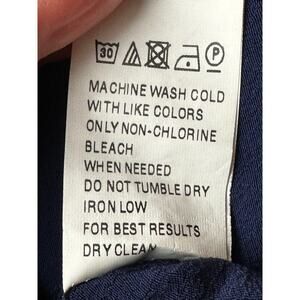 30 P
MACHINE WASH COLD
WITH LIKE COLORS
ONLY NON-CHLORINE
BLEACH
WHEN NEEDED
DO NOT TUMBLE DRY
IRON LOW
FOR BEST RESULTS
DRY CLEAN